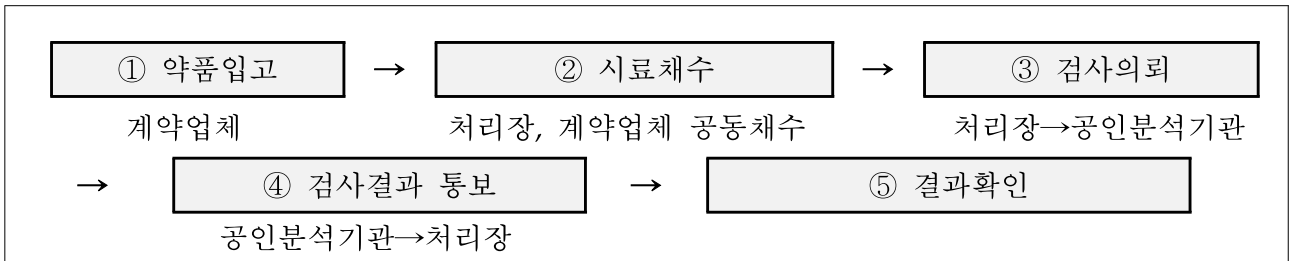 ① 약품입고 → ② 시료채수 → ③ 검사의뢰
계약업체 처리장, 계약업체 공동채수 처리장→공인분석기관
→ ④ 검사결과 통보 → ⑤ 결과확인
공인분석기관→처리장